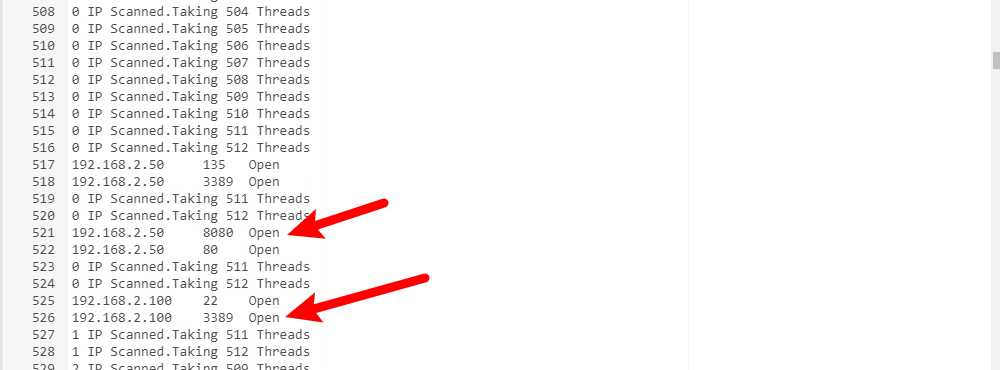 508 0 IP Scanned.Taking 504 Threads
509 0 IP Scanned.Taking 505 Threads
510 0 IP Scanned.Taking 506 Threads
511 0 IP Scanned.Taking 507 Threads
512 0 IP Scanned.Taking 508 Threads
513 0 IP Scanned.Taking 509 Threads
514 0 IP Scanned.Taking 510 Threads
515 0 IP Scanned.Taking 511 Threads
516 0 IP Scanned.Taking 512 Threads
517 192.168.2.50 135 Open
518 192.168.2.50 3389 Open
519 0 IP Scanned.Taking 511 Threads
520 0 IP Scanned.Taking 512 Threads
521 192.168.2.50 8080 Open
522 192.168.2.50 80 Open
523 0 IP Scanned.Taking 511 Threads
524 0 IP Scanned.Taking 512 Threads
525 192.168.2.100 22 Open
526 192.168.2.100 3389 Open
527 1 IP Scanned.Taking 511 Threads
528 1 IP Scanned.Taking 512 Threads
529 2 IP Scanned.Taking 509 Threads